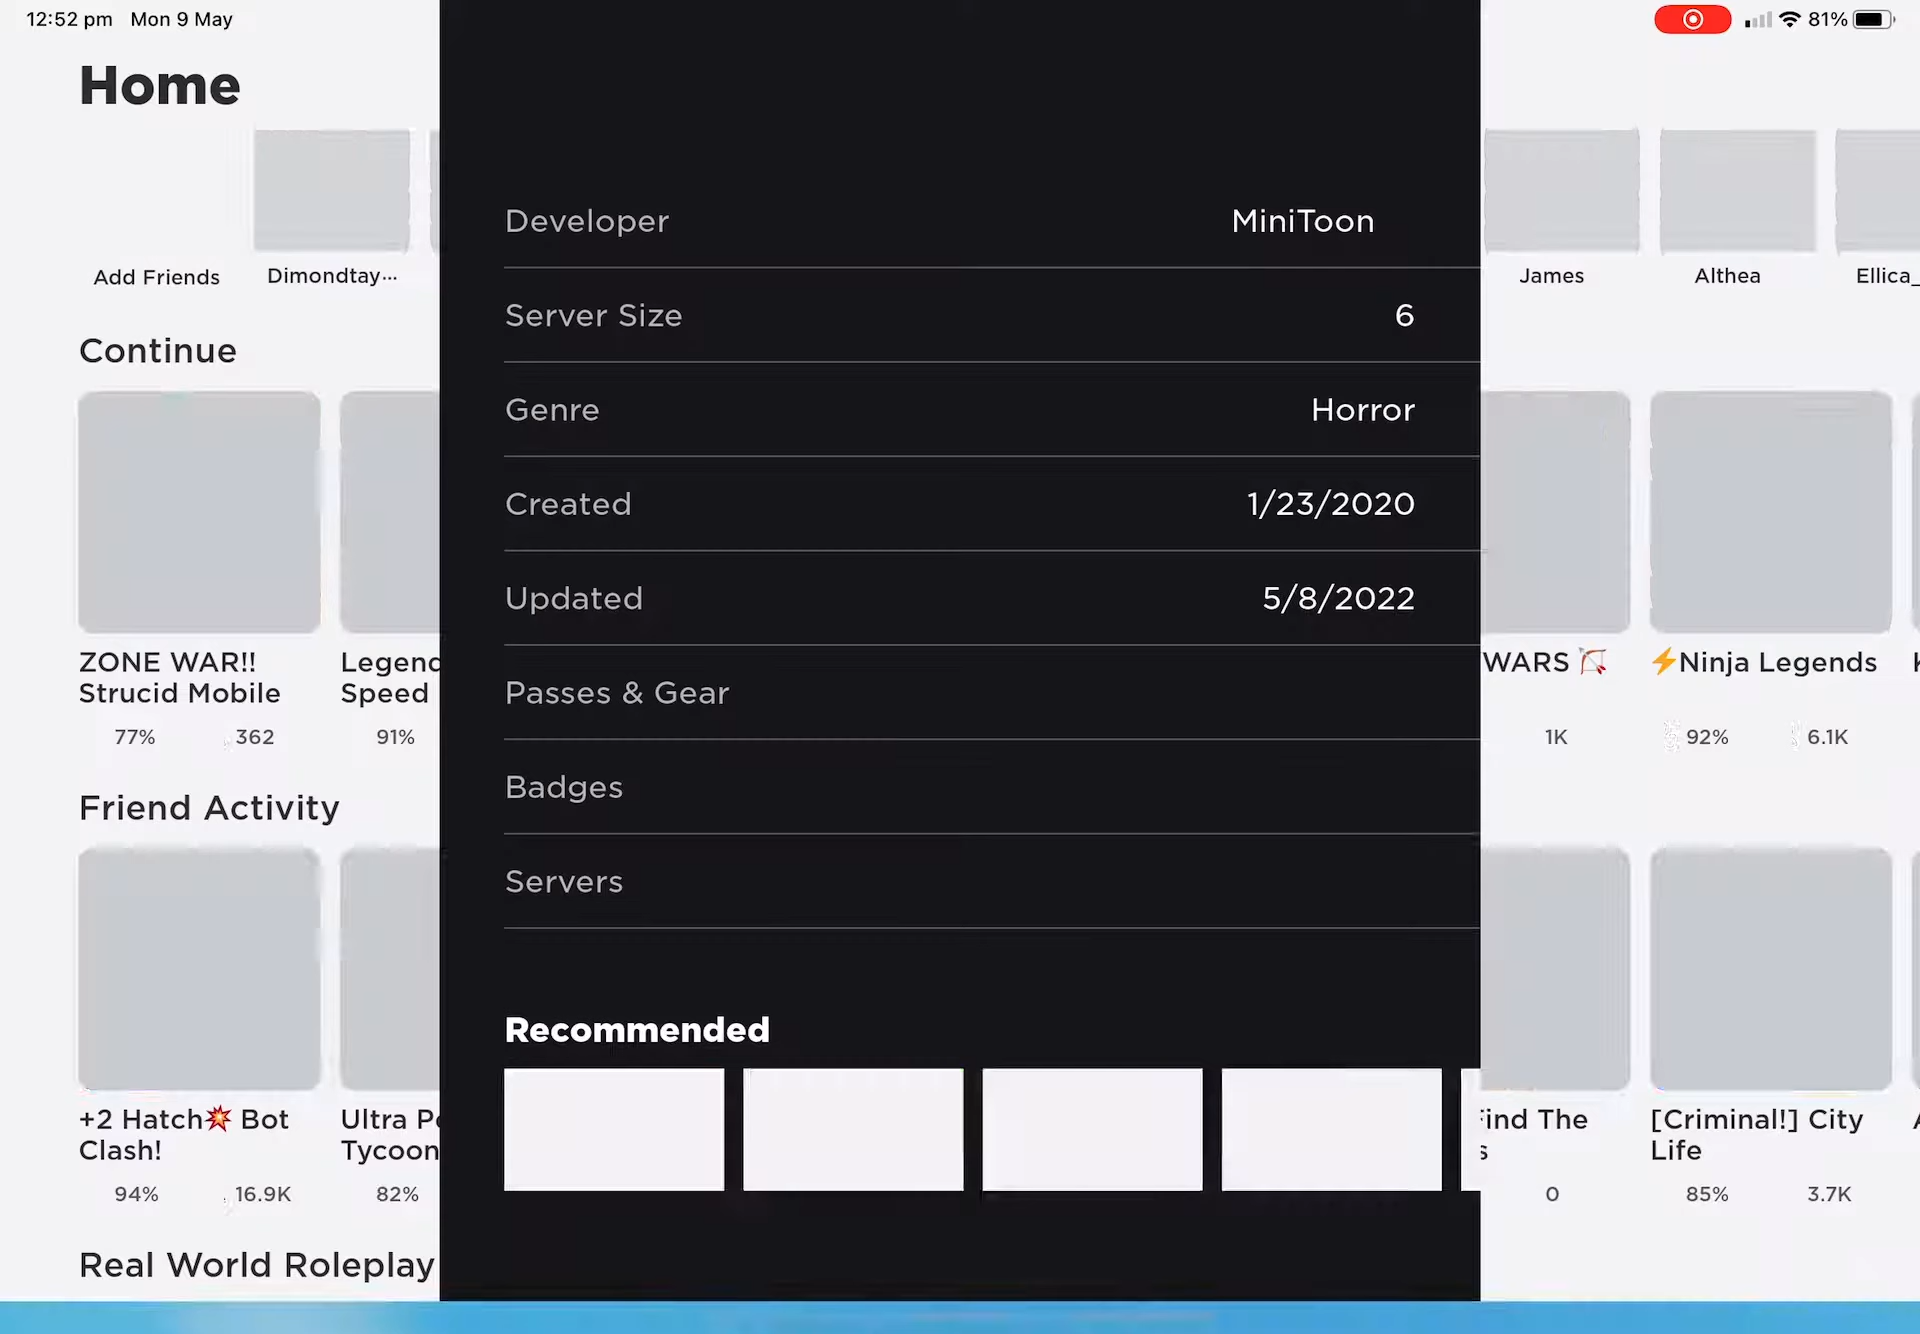 12:52 pm Mon 9 May
81%
Home
Add Friends
Dimondtay...
James
Althea
Ellica_
Continue
ZONE WAR!!
Strucid Mobile
77% 362
Legend
Speed
91%
WARS 🏹
1K
⚡Ninja Legends
92% 6.1K
Friend Activity
+2 Hatch💥 Bot
Clash!
94% 16.9K
Ultra
Tycoon
82%
Find The
s
0
[Criminal!] City
Life
85% 3.7K
Real World Roleplay
Developer MiniToon
Server Size 6
Genre Horror
Created 1/23/2020
Updated 5/8/2022
Passes & Gear
Badges
Servers
Recommended